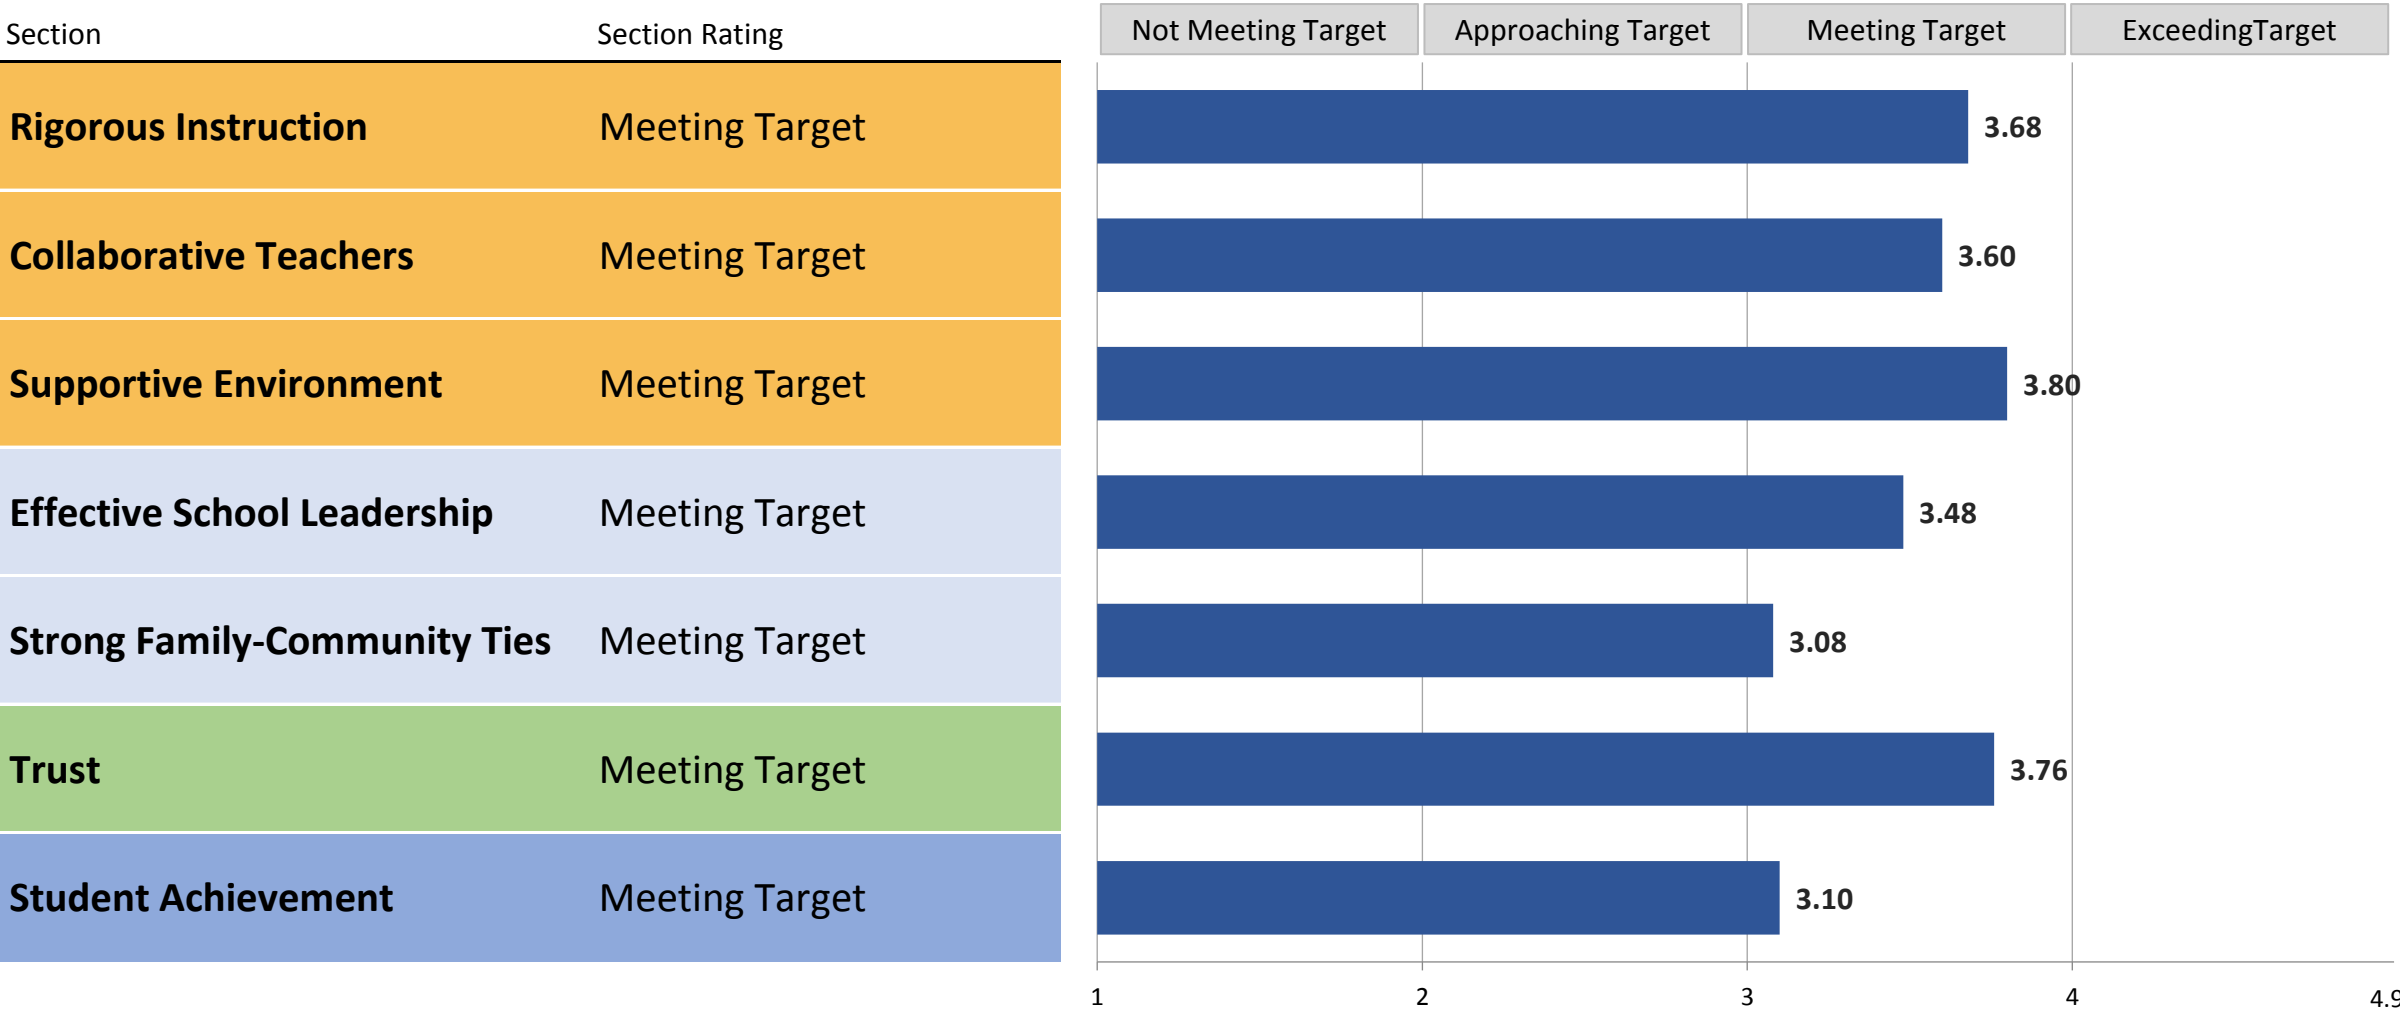 Section Section Rating Not Meeting Target Approaching Target Meeting Target ExceedingTarget
Rigorous Instruction Meeting Target 3.68
Collaborative Teachers Meeting Target 3.60
Supportive Environment Meeting Target 3.80
Effective School Leadership Meeting Target 3.48
Strong Family-Community Ties Meeting Target 3.08
Trust Meeting Target 3.76
Student Achievement Meeting Target 3.10
1 2 3 4 4.9